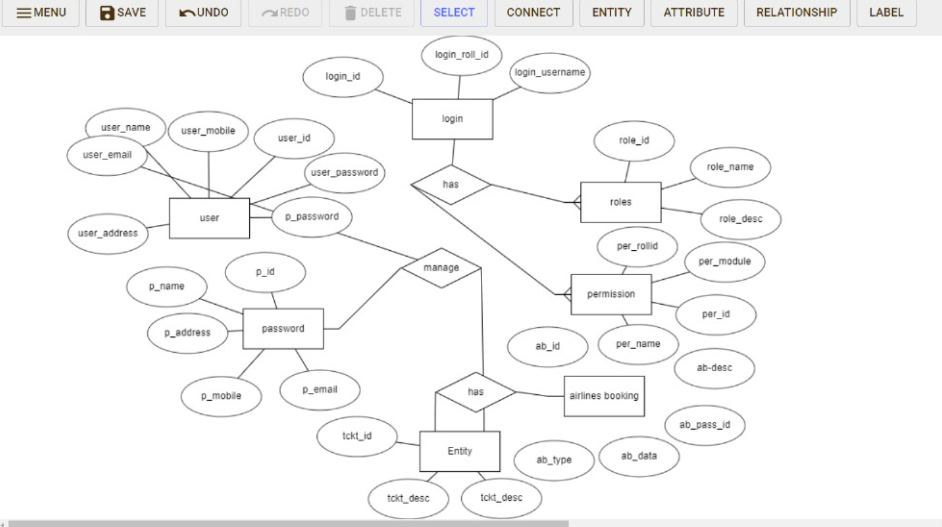 MENU SAVE UNDO REDO DELETE SELECT CONNECT ENTITY ATTRIBUTE RELATIONSHIP LABEL
login_roll_id
login_id
login_username
login
user_name
user_mobile
user_id
user_email
user_password
has
role_id
role_name
roles
role_desc
user
p_password
user_address
per_rollid
per_module
manage
p_id
p_name
permission
per_id
p_address
password
per_name
ab_id
ab-desc
p_mobile
p_email
has
airlines booking
ab_pass_id
tckt_id
Entity
ab_type
ab_data
tckt_desc
tckt_desc